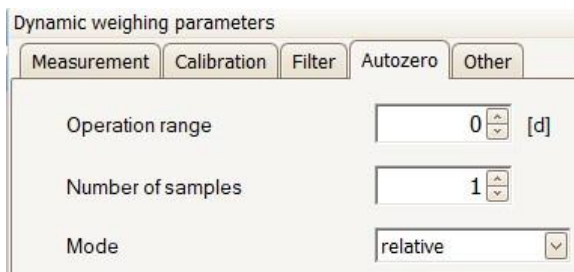 Dynamic weighing parameters
Measurement Calibration Filter Autozero Other
Operation range 0 [d]
Number of samples 1
Mode relative